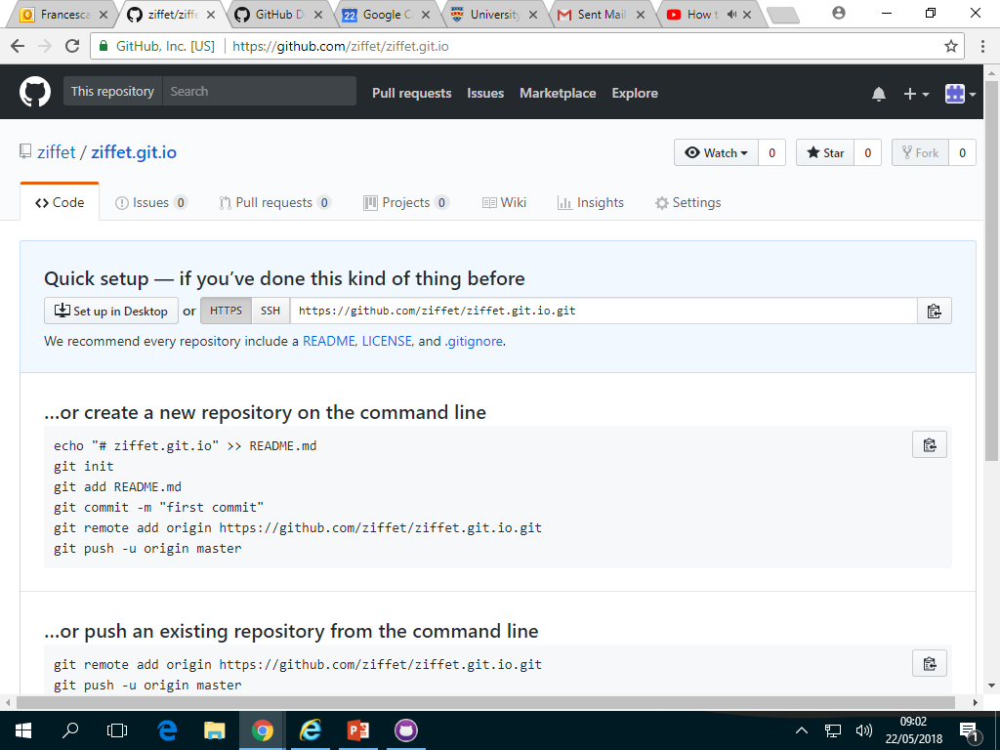 Francesca
ziffet/ziffe
GitHub D
22
Google C
University
Sent Mail
How t
GitHub, Inc. [US]
https://github.com/ziffet/ziffet.git.io
This repository
Search
Pull requests
Issues
Marketplace
Explore
ziffet / ziffet.git.io
Watch
0
Star
0
Fork
0
Code
Issues 0
Pull requests 0
Projects 0
Wiki
Insights
Settings
Quick setup — if you’ve done this kind of thing before
Set up in Desktop
or
HTTPS
SSH
https://github.com/ziffet/ziffet.git.io.git
We recommend every repository include a README, LICENSE, and .gitignore.
…or create a new repository on the command line
echo "# ziffet.git.io" >> README.md
git init
git add README.md
git commit -m "first commit"
git remote add origin https://github.com/ziffet/ziffet.git.io.git
git push -u origin master
…or push an existing repository from the command line
git remote add origin https://github.com/ziffet/ziffet.git.io.git
git push -u origin master
09:02
22/05/2018
1